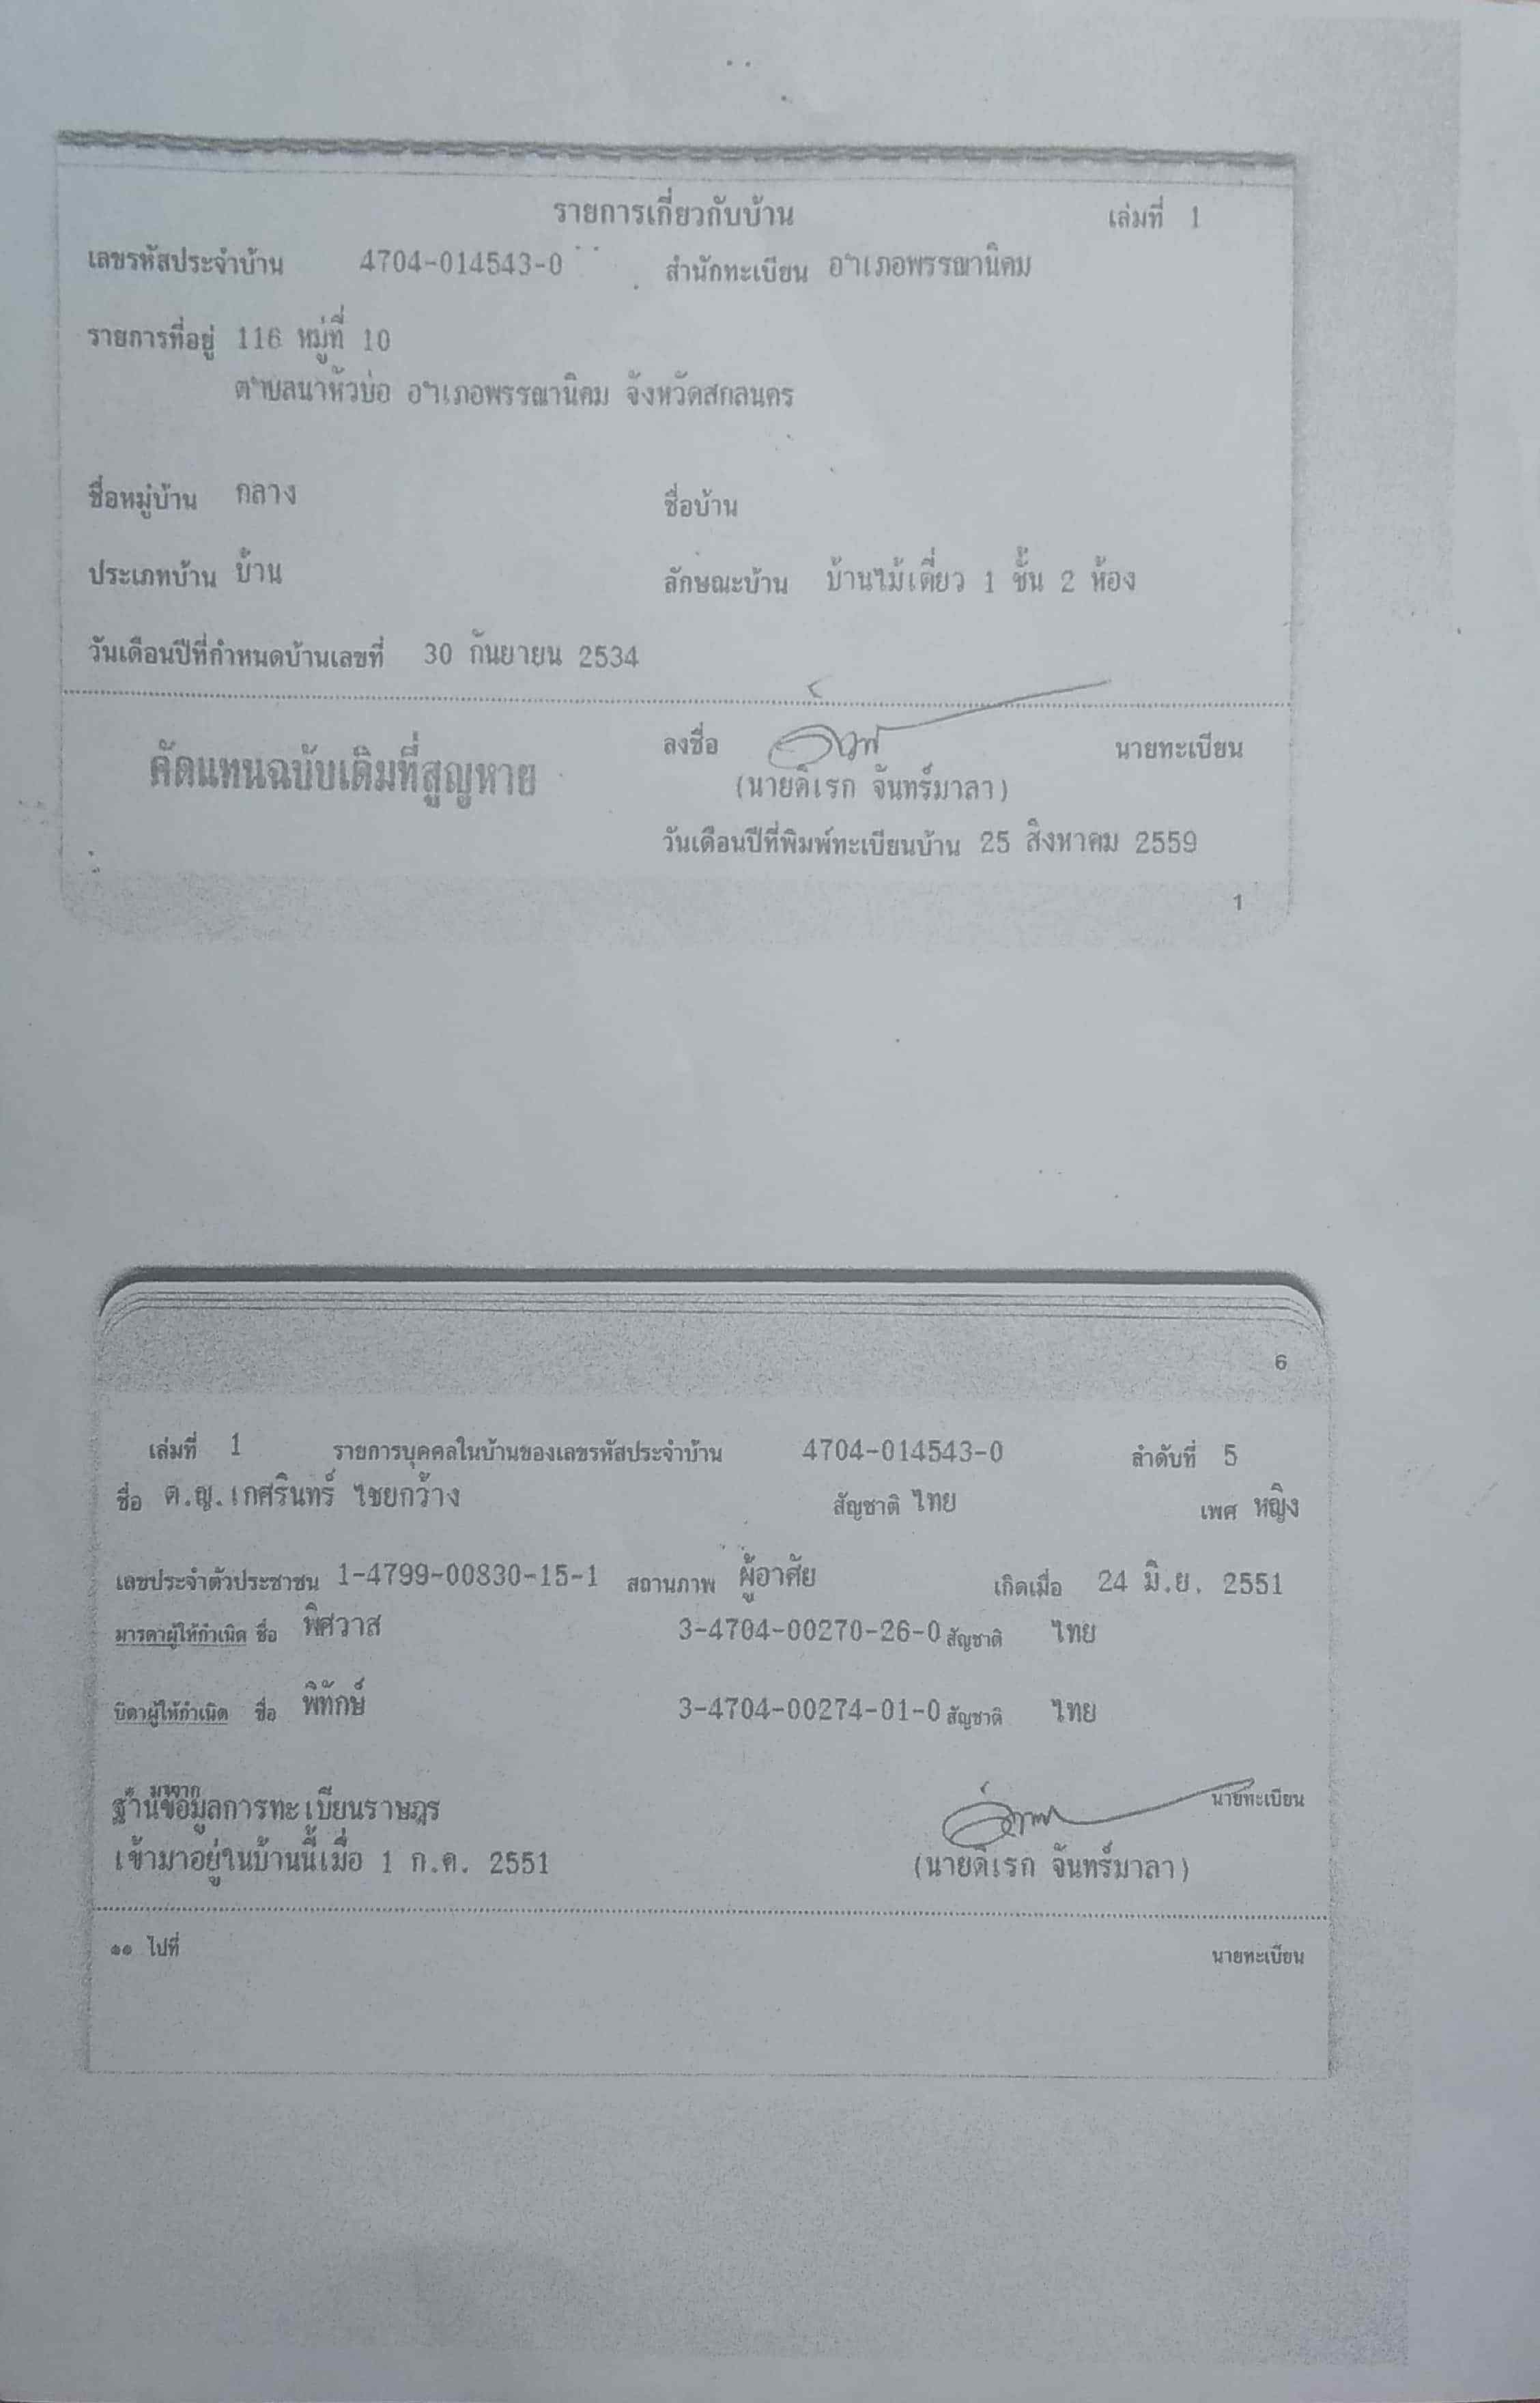 รายการเกี่ยวกับบ้าน เล่มที่ 1
เลขรหัสประจำบ้าน 4704-014543-0 สำนักทะเบียน อำเภอพรรณานิคม
รายการที่อยู่ 116 หมู่ที่ 10
ตำบลนาหัวบ่อ อำเภอพรรณานิคม จังหวัดสกลนคร
ชื่อหมู่บ้าน กลาง ชื่อบ้าน
ประเภทบ้าน บ้าน ลักษณะบ้าน บ้านไม้เดี่ยว 1 ชั้น 2 ห้อง
วันเดือนปีที่กำหนดบ้านเลขที่ 30 กันยายน 2534
ลงชื่อ นายทะเบียน
คัดแทนฉบับเดิมที่สูญหาย
(นายดิเรก จันทร์มาลา)
วันเดือนปีที่พิมพ์ทะเบียนบ้าน 25 สิงหาคม 2559
1
6
เล่มที่ 1 รายการบุคคลในบ้านของเลขรหัสประจำบ้าน 4704-014543-0 ลำดับที่ 5
ชื่อ ด.ญ.เกศรินทร์ ไชยกว้าง สัญชาติ ไทย เพศ หญิง
เลขประจำตัวประชาชน 1-4799-00830-15-1 สถานภาพ ผู้อาศัย เกิดเมื่อ 24 มิ.ย. 2551
มารดาผู้ให้กำเนิด ชื่อ พิศวาส 3-4704-00270-26-0 สัญชาติ ไทย
บิดาผู้ให้กำเนิด ชื่อ พิทักษ์ 3-4704-00274-01-0 สัญชาติ ไทย
มาจาก
ฐานข้อมูลการทะเบียนราษฎร นายทะเบียน
เข้ามาอยู่ในบ้านนี้เมื่อ 1 ก.ค. 2551 (นายดิเรก จันทร์มาลา)
๑๑ ไปที่ นายทะเบียน